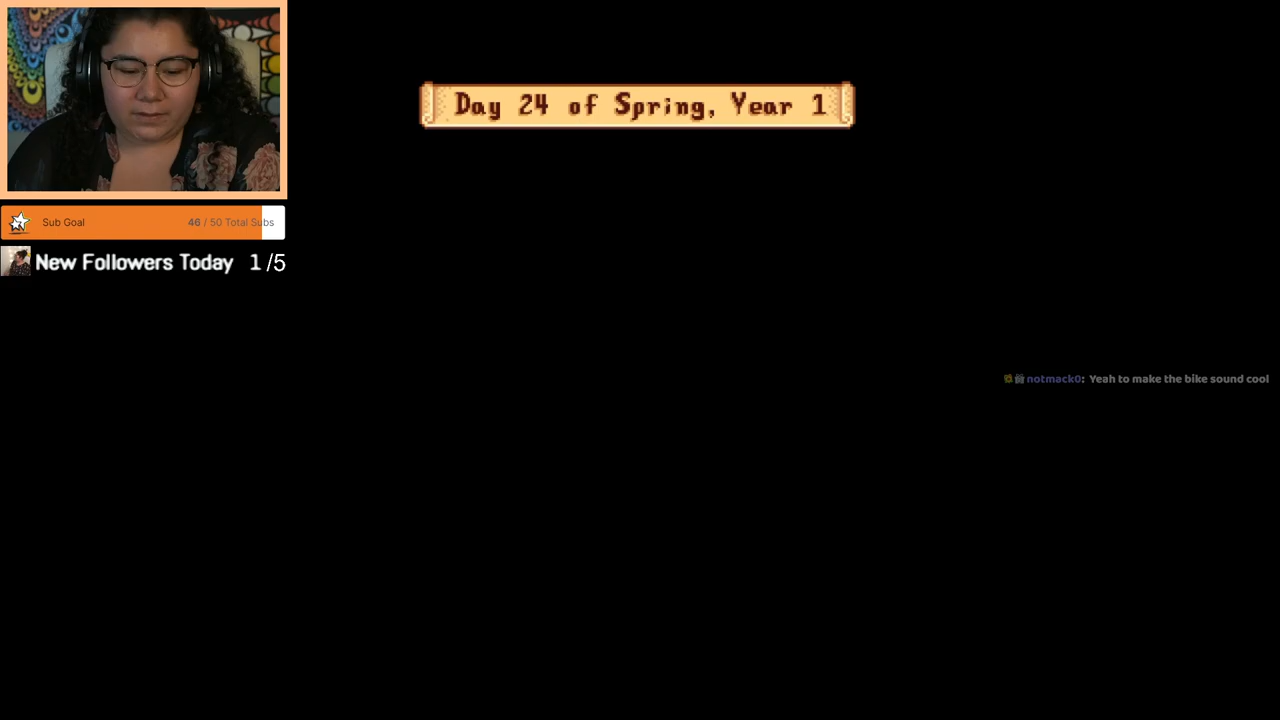 Day 24 of Spring, Year 1
Sub Goal 46 / 50 Total Subs
New Followers Today 1 /5
notmack0: Yeah to make the bike sound cool